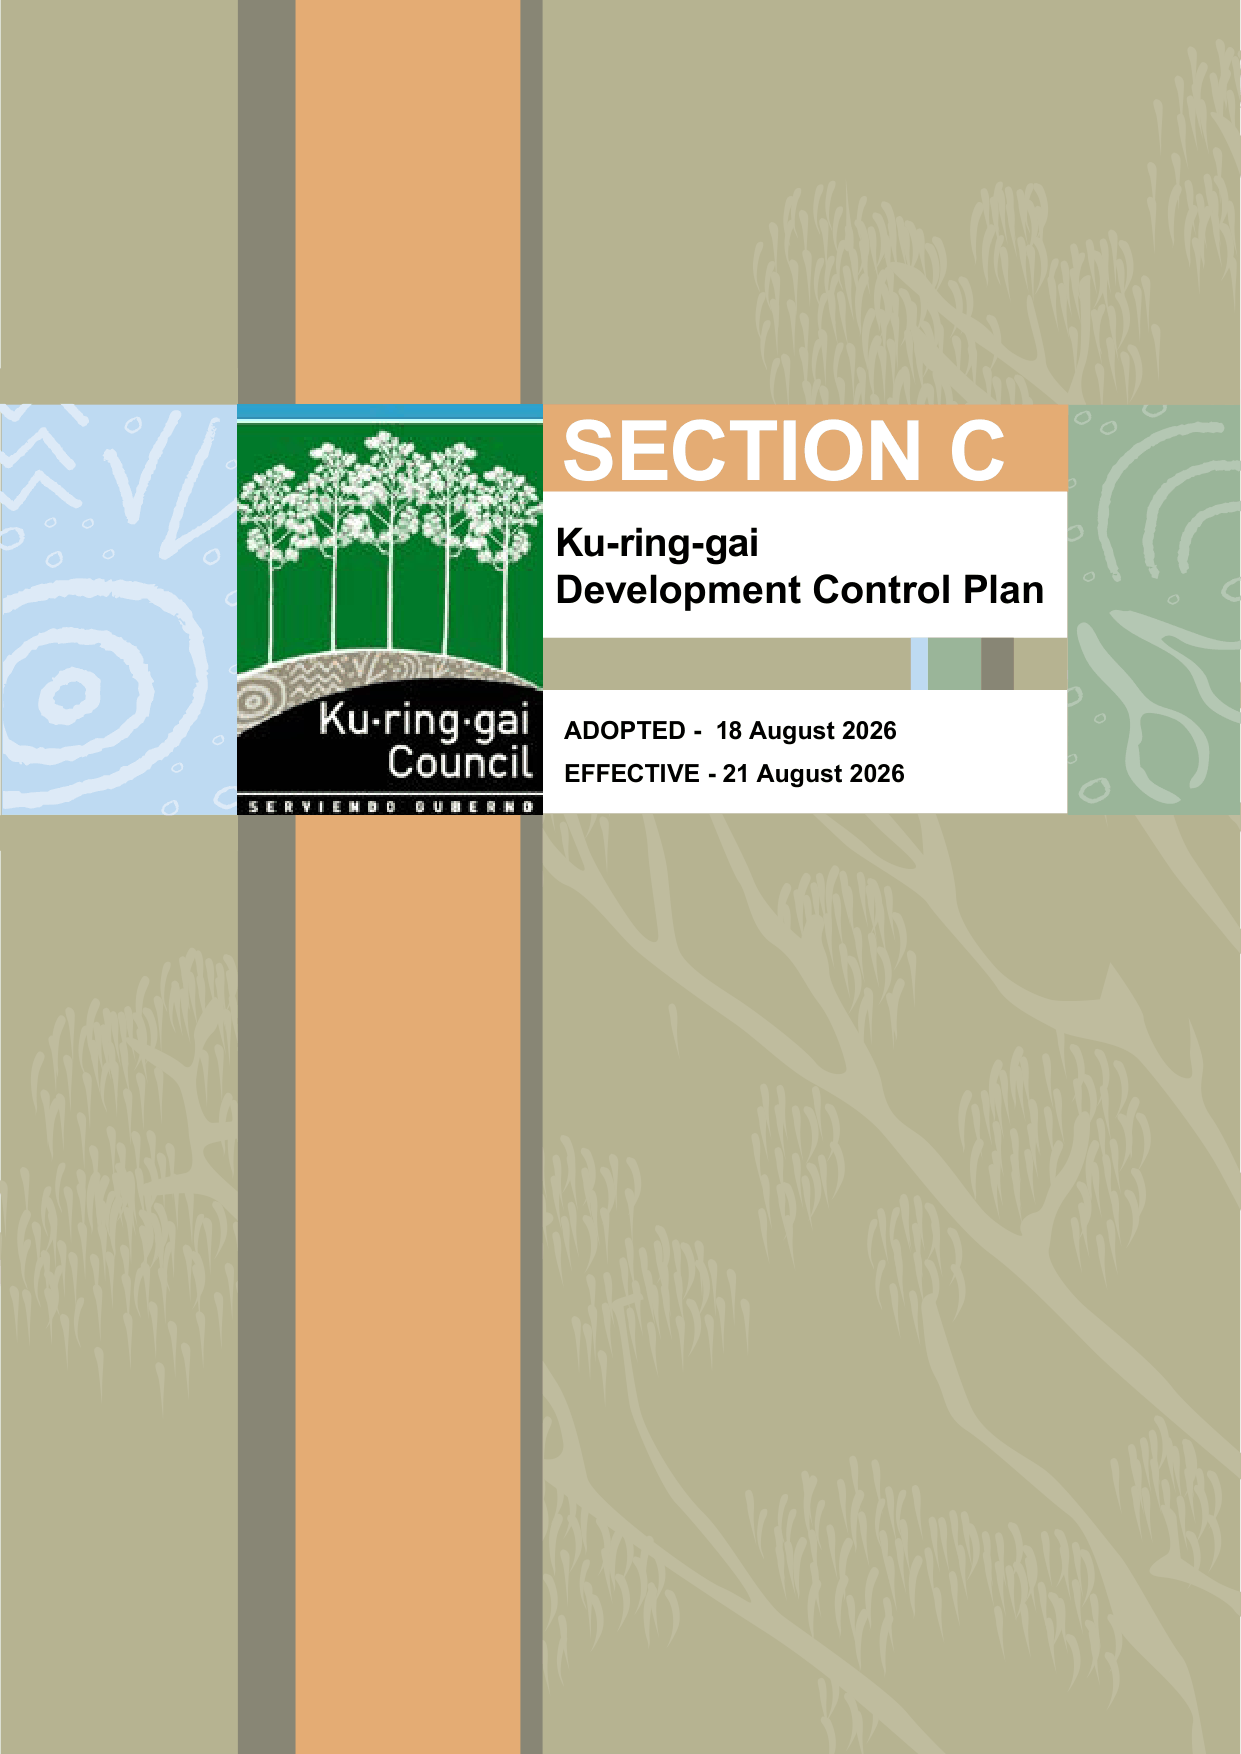 SECTION C
Ku-ring-gai
Development Control Plan
Ku·ring·gai
Council
SERVIENDO GUBERNO
ADOPTED - 18 August 2026
EFFECTIVE - 21 August 2026